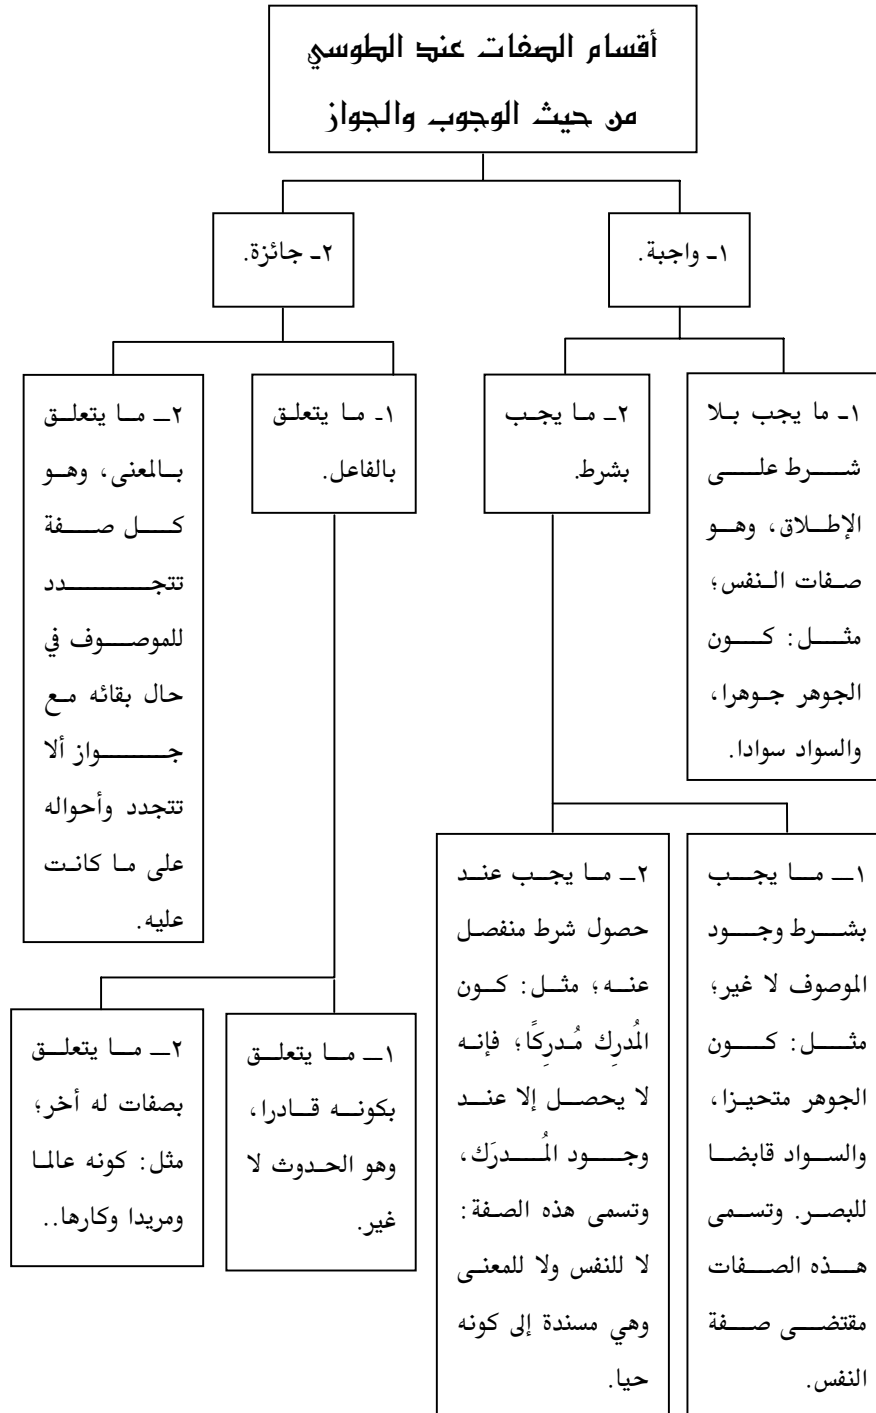 أقسام الصفات عند الطوسي
من حيث الوجوب والجواز
١ـ واجبة.
٢ـ جائزة.
١ـ ما يجب بلا
شرط على
الإطلاق، وهو
صفات النفس؛
مثل: كون
الجوهر جوهرا،
والسواد سوادا.
٢ـ ما يجب
بشرط.
١ـ ما يتعلق
بالفاعل.
٢ـ ما يتعلق
بالمعنى، وهو
كل صفة
تتجدد
للموصوف في
حال بقائه مع
جواز ألا
تتجدد وأحواله
على ما كانت
عليه.
١ـ ما يجب
بشرط وجود
الموصوف لا غير؛
مثل: كون
الجوهر متحيزا،
والسواد قابضا
للبصر. وتسمى
هذه الصفات
مقتضى صفة
النفس.
٢ـ ما يجب عند
حصول شرط منفصل
عنه؛ مثل: كون
المُدرِك مُدرِكًا؛ فإنه
لا يحصل إلا عند
وجود المُدرَك،
وتسمى هذه الصفة:
لا للنفس ولا للمعنى
وهي مسندة إلى كونه
حيا.
١ـ ما يتعلق
بكونه قادرا،
وهو الحدوث لا
غير.
٢ـ ما يتعلق
بصفات له أخر؛
مثل: كونه عالما
ومريدا وكارها..